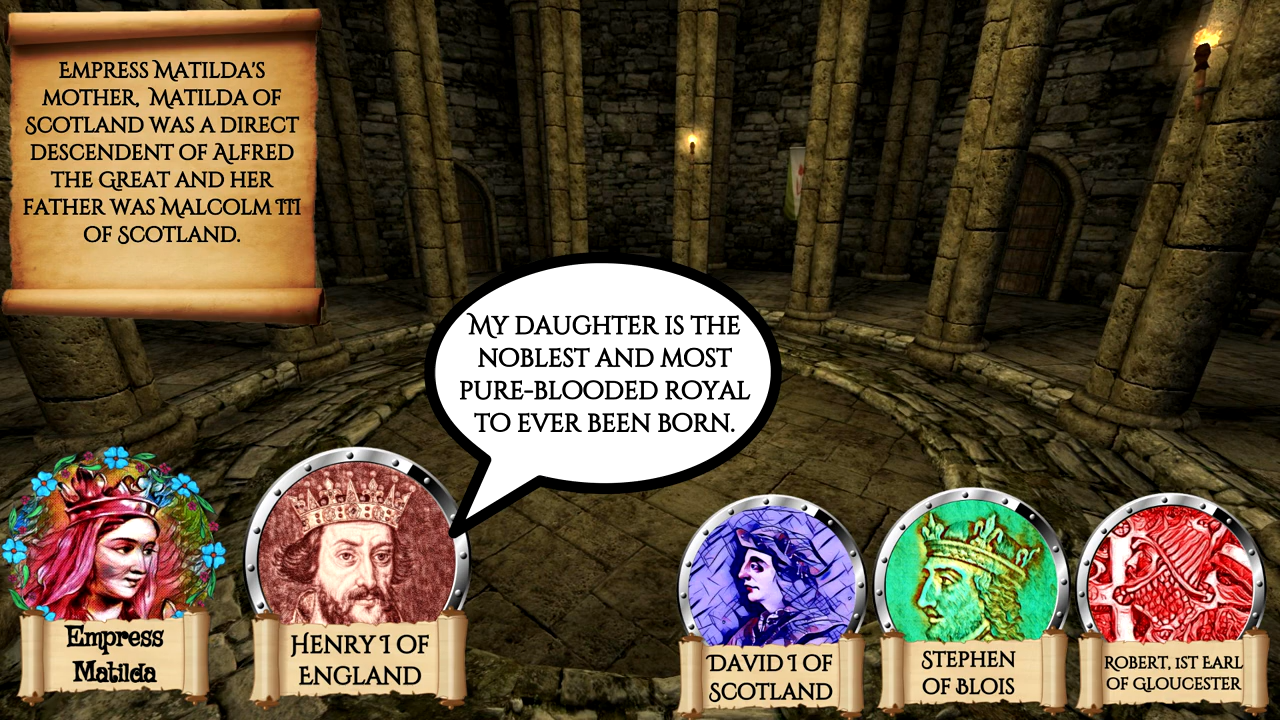 Empress Matilda's
mother, Matilda of
Scotland was a direct
descendent of Alfred
the Great and her
father was Malcolm III
of Scotland.
My daughter is the
noblest and most
pure-blooded royal
to ever been born.
Empress
Matilda
Henry I of
England
David I of
Scotland
Stephen
of Blois
Robert, 1st Earl
of Gloucester